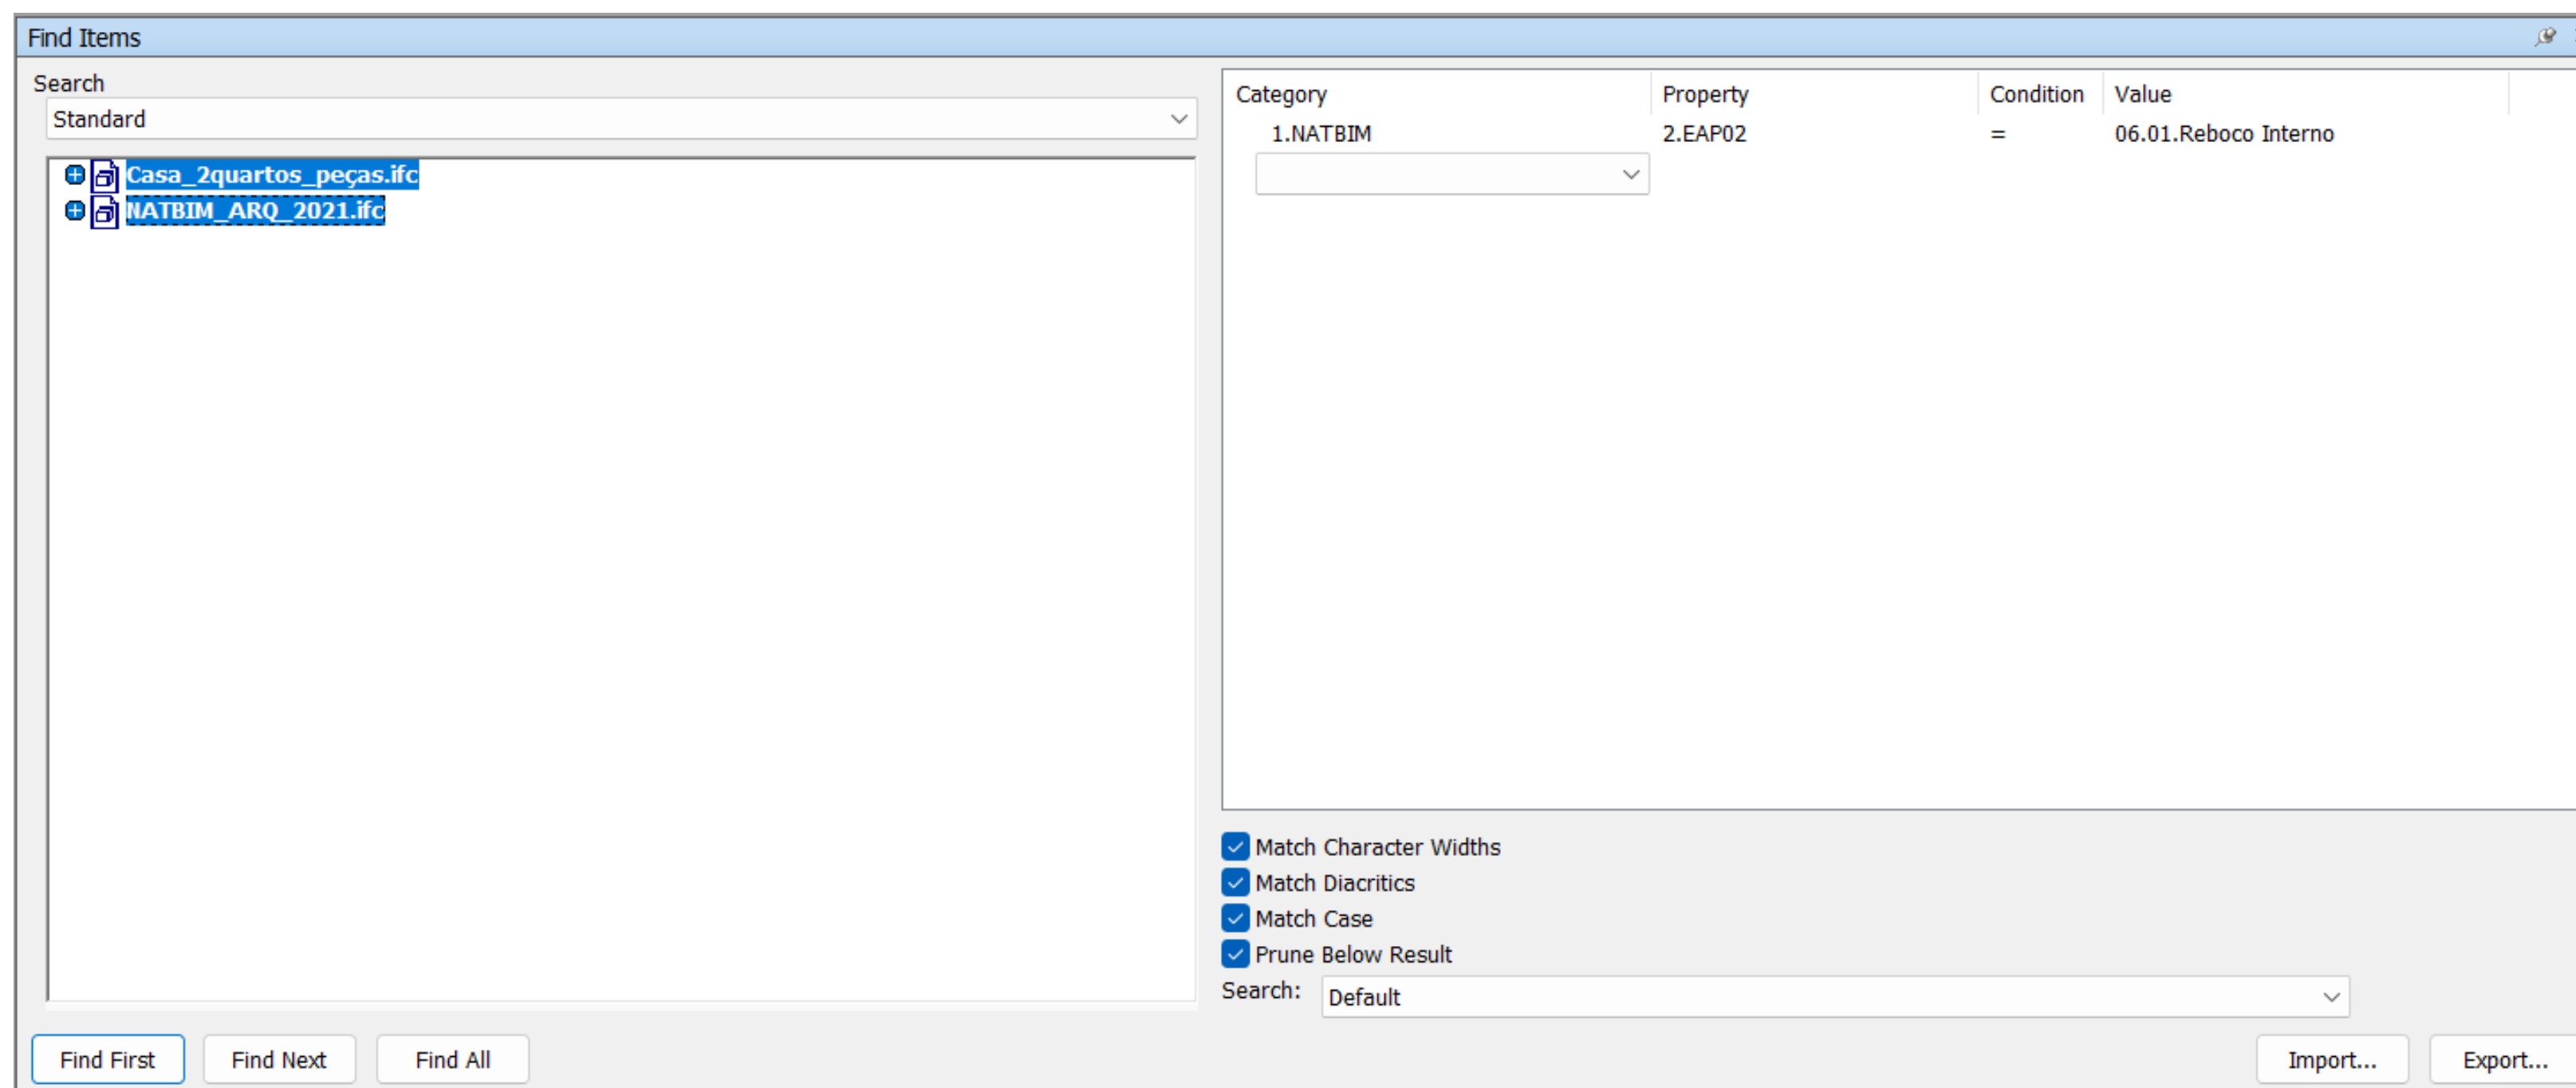 Find Items
Search
Standard
Casa_2quartos_peças.ifc
NATBIM_ARQ_2021.ifc
Category Property Condition Value
1.NATBIM 2.EAP02 = 06.01.Reboco Interno
Match Character Widths
Match Diacritics
Match Case
Prune Below Result
Search: Default
Find First Find Next Find All Import... Export...